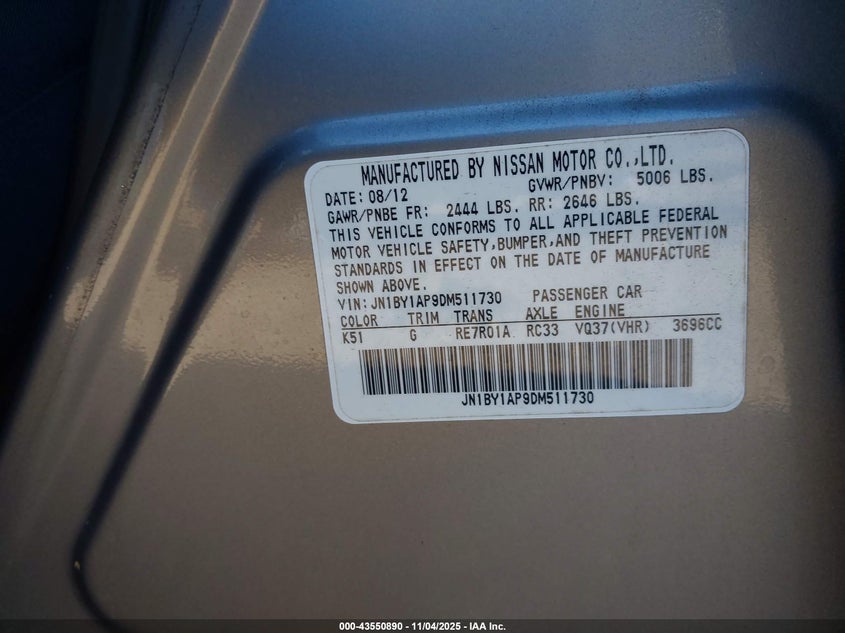 MANUFACTURED BY NISSAN MOTOR CO.,LTD.
DATE: 08/12 GVWR/PNBV: 5006 LBS.
GAWR/PNBE FR: 2444 LBS. RR: 2646 LBS.
THIS VEHICLE CONFORMS TO ALL APPLICABLE FEDERAL
MOTOR VEHICLE SAFETY,BUMPER,AND THEFT PREVENTION
STANDARDS IN EFFECT ON THE DATE OF MANUFACTURE
SHOWN ABOVE.
VIN:JN1BY1AP9DM511730 PASSENGER CAR
COLOR TRIM TRANS AXLE ENGINE
K51 G RE7R01A RC33 VQ37(VHR) 3696CC
JN1BY1AP9DM511730
000-43550890 - 11/04/2025 - IAA Inc.